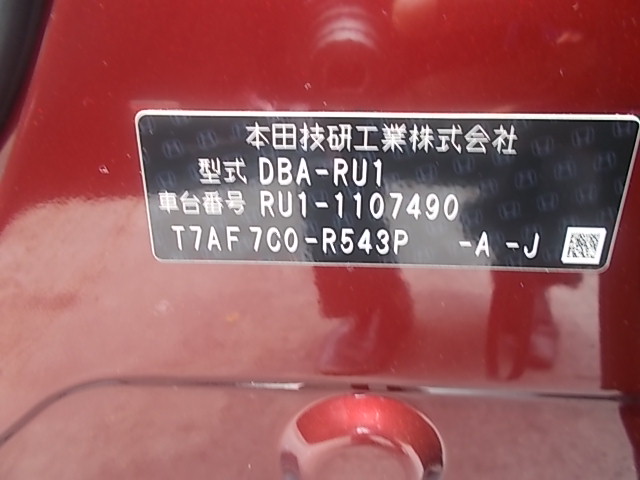 本田技研工業株式会社
型式 DBA-RU1
車台番号 RU1-1107490
T7AF7C0-R543P -A -J